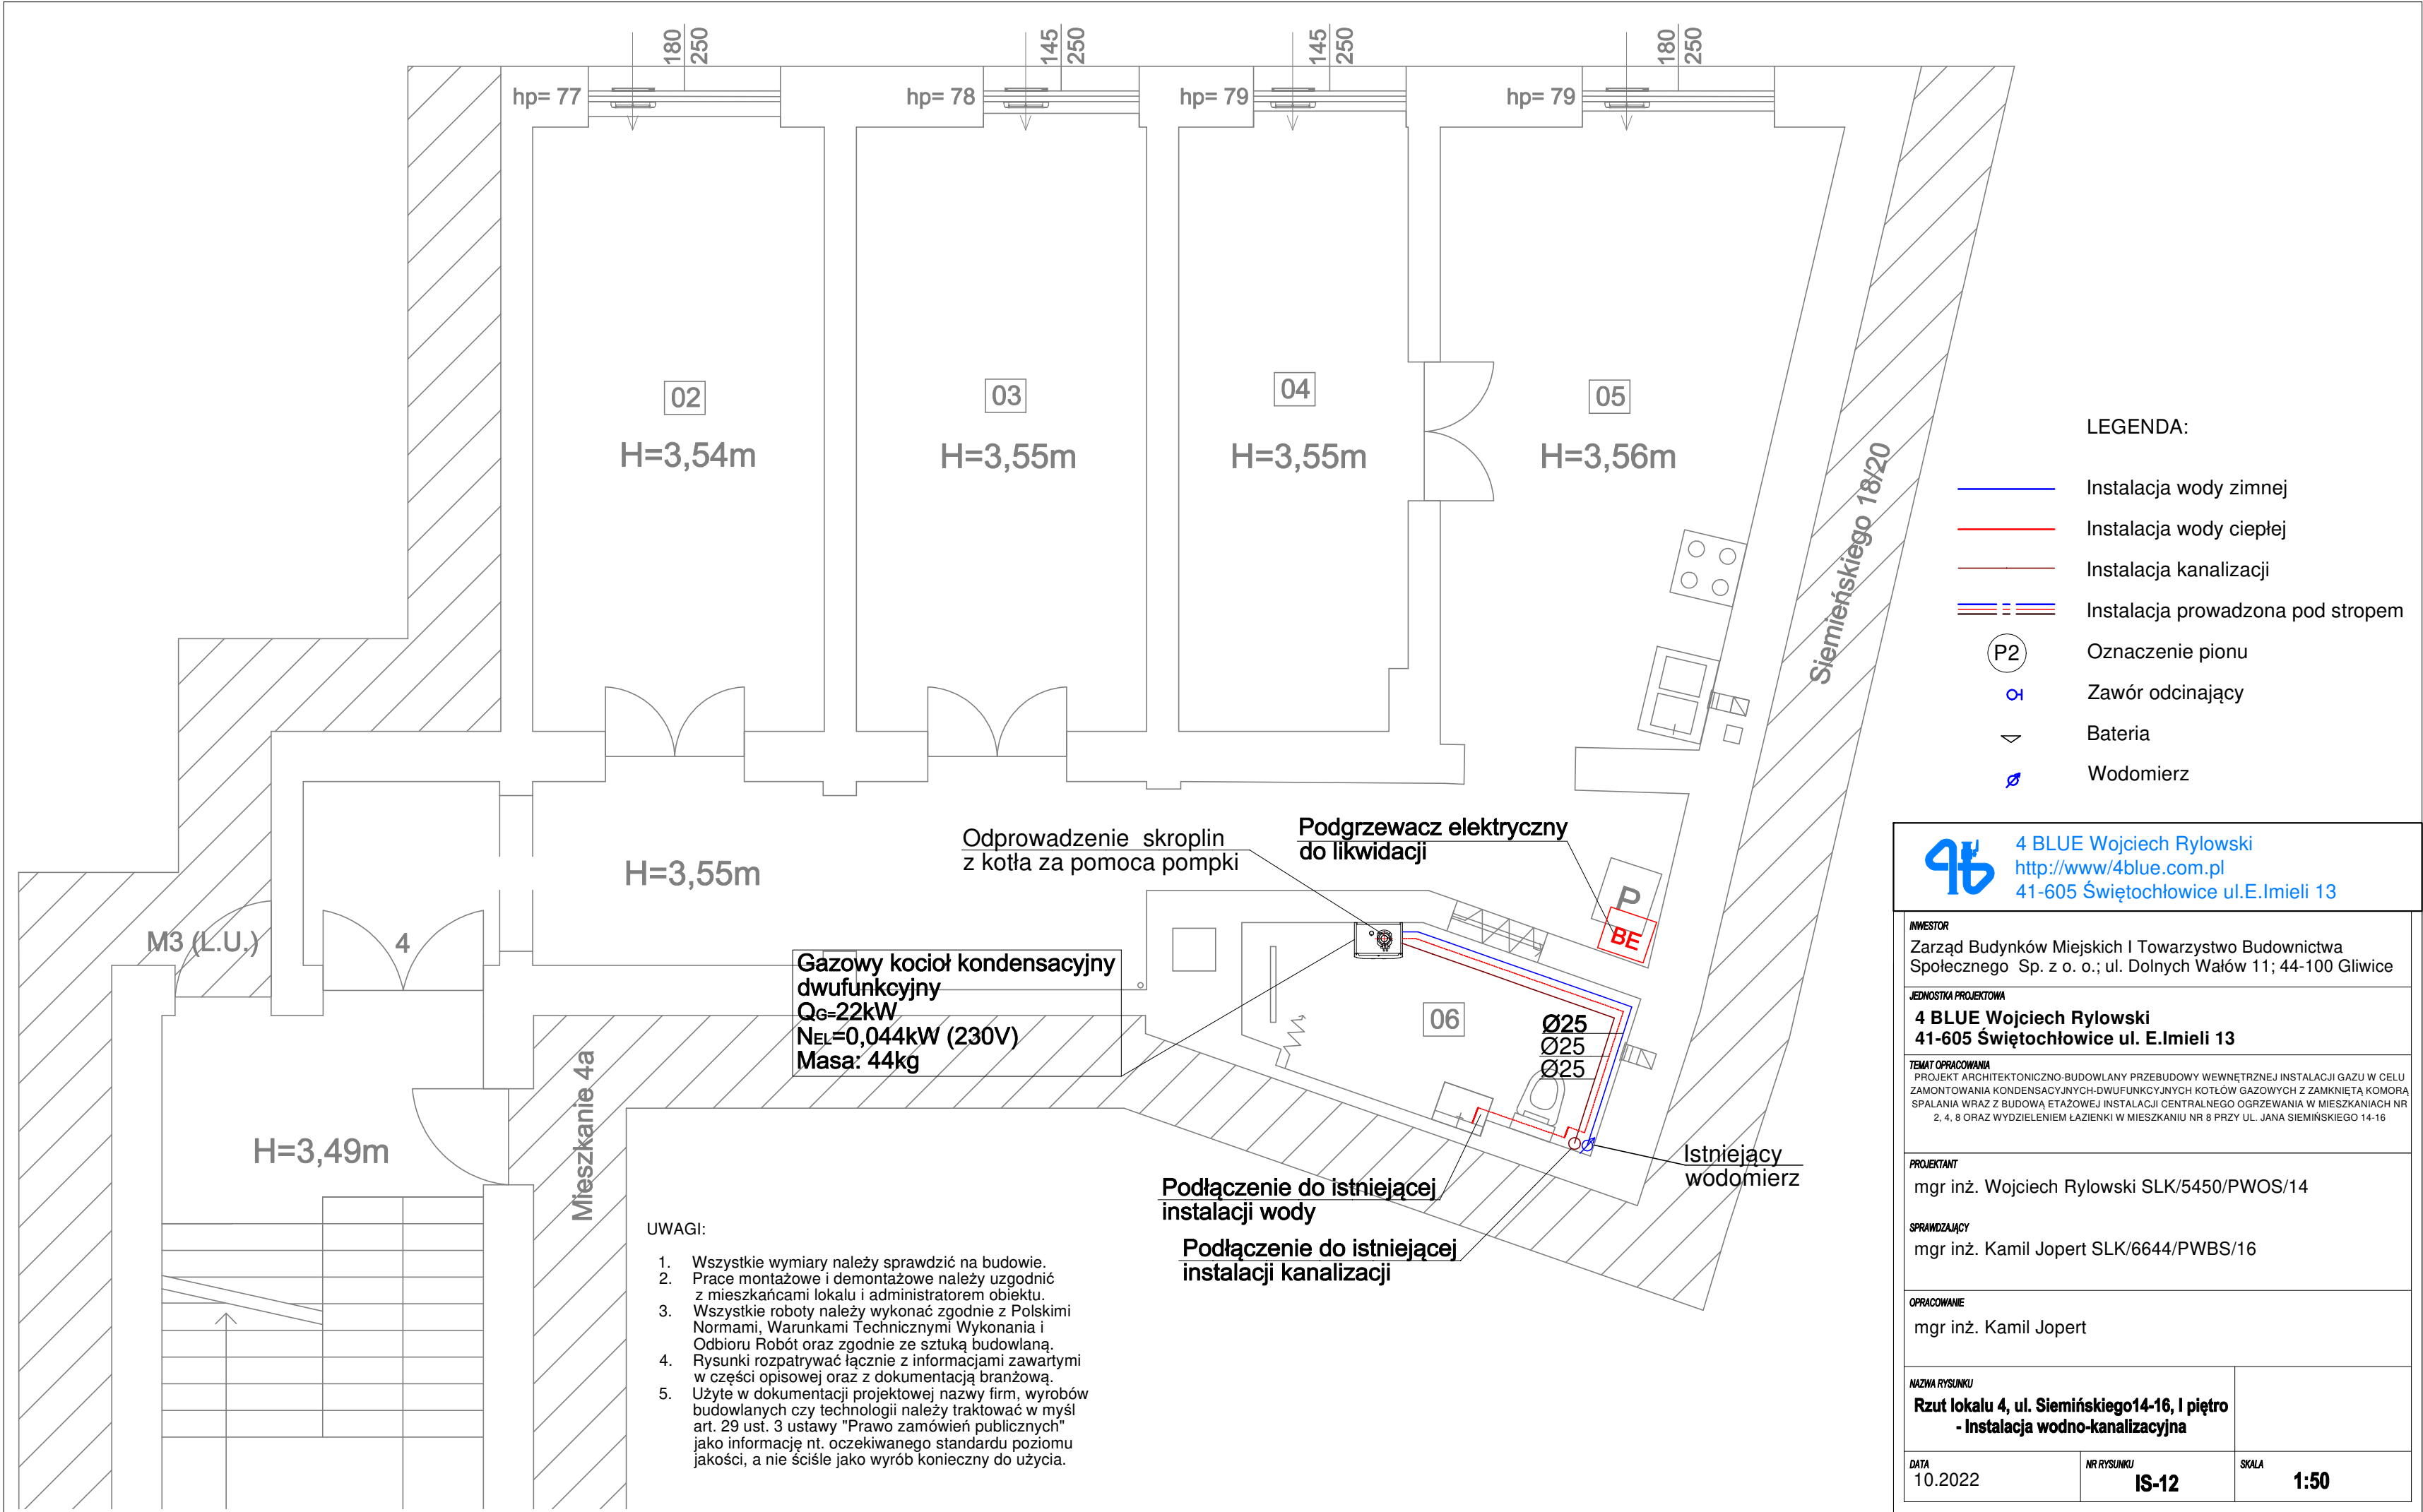 180
250
145
250
145
250
180
250
hp= 77
hp= 78
hp= 79
hp= 79
02
H=3,54m
03
H=3,55m
04
H=3,55m
05
H=3,56m
Siemieńskiego 18/20
LEGENDA:
Instalacja wody zimnej
Instalacja wody ciepłej
Instalacja kanalizacji
Instalacja prowadzona pod stropem
P2
Oznaczenie pionu
Zawór odcinający
Bateria
Wodomierz
Odprowadzenie skroplin
z kotła za pomoca pompki
Podgrzewacz elektryczny
do likwidacji
H=3,55m
P
BE
M3 (L.U.)
4
Gazowy kocioł kondensacyjny
dwufunkcyjny
QG=22kW
NEL=0,044kW (230V)
Masa: 44kg
06
Ø25
Ø25
Ø25
H=3,49m
Mieszkanie 4a
Istniejący
wodomierz
Podłączenie do istniejącej
instalacji wody
Podłączenie do istniejącej
instalacji kanalizacji
UWAGI:
1. Wszystkie wymiary należy sprawdzić na budowie.
2. Prace montażowe i demontażowe należy uzgodnić
z mieszkańcami lokalu i administratorem obiektu.
3. Wszystkie roboty należy wykonać zgodnie z Polskimi
Normami, Warunkami Technicznymi Wykonania i
Odbioru Robót oraz zgodnie ze sztuką budowlaną.
4. Rysunki rozpatrywać łącznie z informacjami zawartymi
w części opisowej oraz z dokumentacją branżową.
5. Użyte w dokumentacji projektowej nazwy firm, wyrobów
budowlanych czy technologii należy traktować w myśl
art. 29 ust. 3 ustawy "Prawo zamówień publicznych"
jako informację nt. oczekiwanego standardu poziomu
jakości, a nie ściśle jako wyrób konieczny do użycia.
4 BLUE Wojciech Rylowski
http://www/4blue.com.pl
41-605 Świętochłowice ul.E.Imieli 13
INWESTOR
Zarząd Budynków Miejskich I Towarzystwo Budownictwa
Społecznego Sp. z o. o.; ul. Dolnych Wałów 11; 44-100 Gliwice
JEDNOSTKA PROJEKTOWA
4 BLUE Wojciech Rylowski
41-605 Świętochłowice ul. E.Imieli 13
TEMAT OPRACOWANIA
PROJEKT ARCHITEKTONICZNO-BUDOWLANY PRZEBUDOWY WEWNĘTRZNEJ INSTALACJI GAZU W CELU
ZAMONTOWANIA KONDENSACYJNYCH-DWUFUNKCYJNYCH KOTŁÓW GAZOWYCH Z ZAMKNIĘTĄ KOMORĄ
SPALANIA WRAZ Z BUDOWĄ ETAŻOWEJ INSTALACJI CENTRALNEGO OGRZEWANIA W MIESZKANIACH NR
2, 4, 8 ORAZ WYDZIELENIEM ŁAZIENKI W MIESZKANIU NR 8 PRZY UL. JANA SIEMIŃSKIEGO 14-16
PROJEKTANT
mgr inż. Wojciech Rylowski SLK/5450/PWOS/14
SPRAWDZAJĄCY
mgr inż. Kamil Jopert SLK/6644/PWBS/16
OPRACOWANIE
mgr inż. Kamil Jopert
NAZWA RYSUNKU
Rzut lokalu 4, ul. Siemińskiego14-16, I piętro
- Instalacja wodno-kanalizacyjna
DATA
10.2022
NR RYSUNKU
IS-12
SKALA
1:50